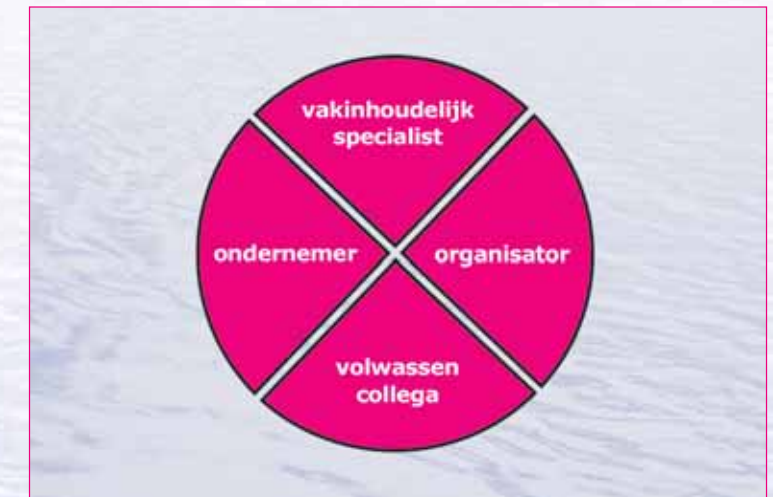 vakinhoudelijk
specialist
ondernemer
organisator
volwassen
collega